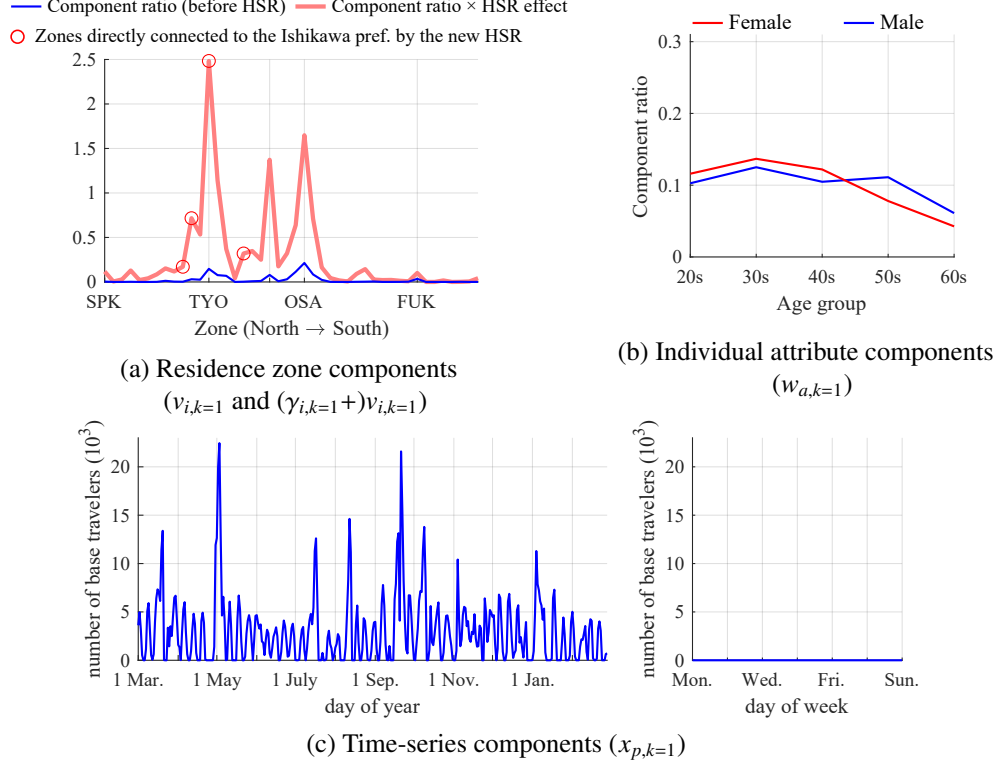 Component ratio (before HSR) Component ratio × HSR effect
Zones directly connected to the Ishikawa pref. by the new HSR
2.5
2
1.5
1
0.5
0
SPK TYO OSA FUK
Zone (North → South)
(a) Residence zone components
(v_{i,k=1} and (γ_{i,k=1}+)v_{i,k=1})
Female Male
Component ratio
0.3
0.2
0.1
0
20s 30s 40s 50s 60s
Age group
(b) Individual attribute components
(w_{a,k=1})
number of base travelers (10^3)
20
15
10
5
0
1 Mar. 1 May 1 July 1 Sep. 1 Nov. 1 Jan.
day of year
number of base travelers (10^3)
20
15
10
5
0
Mon. Wed. Fri. Sun.
day of week
(c) Time-series components (x_{p,k=1})